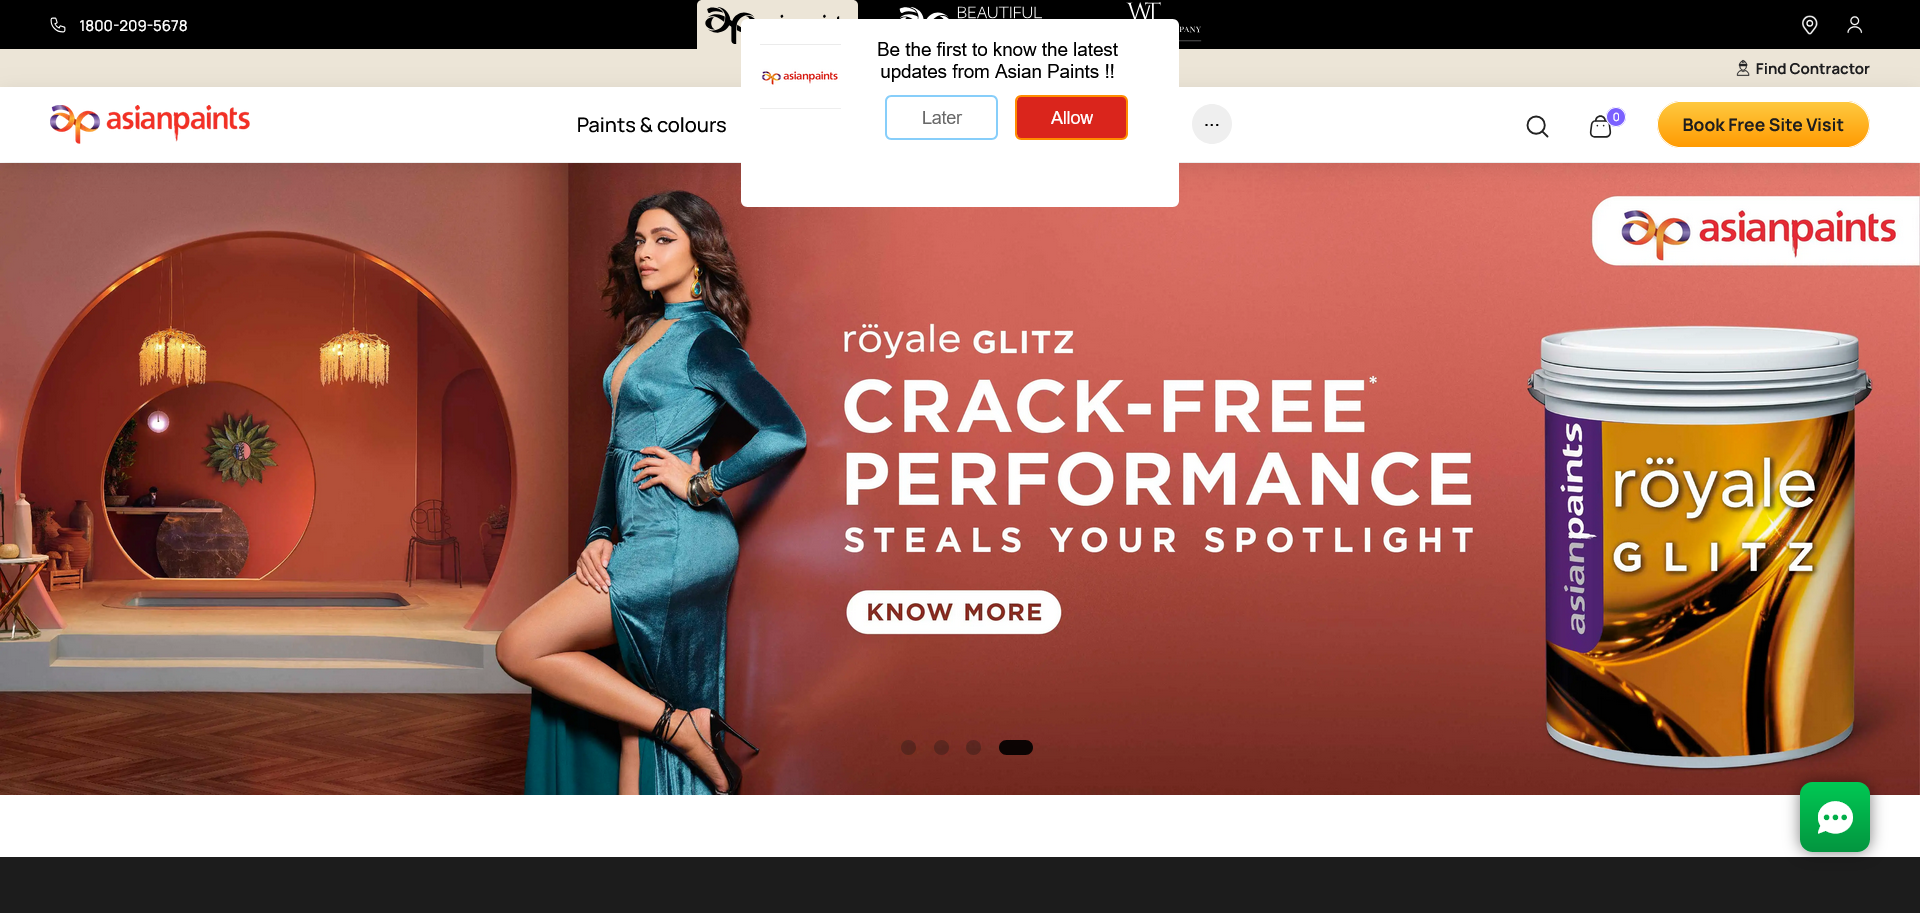 1800-209-5678
BEAUTIFUL
WT
PANY
Be the first to know the latest
updates from Asian Paints !!
asianpaints
Later
Allow
Find Contractor
asianpaints
Paints & colours
...
0
Book Free Site Visit
asianpaints
röyale GLITZ
CRACK-FREE*
PERFORMANCE
STEALS YOUR SPOTLIGHT
KNOW MORE
asianpaints
röyale
GLITZ